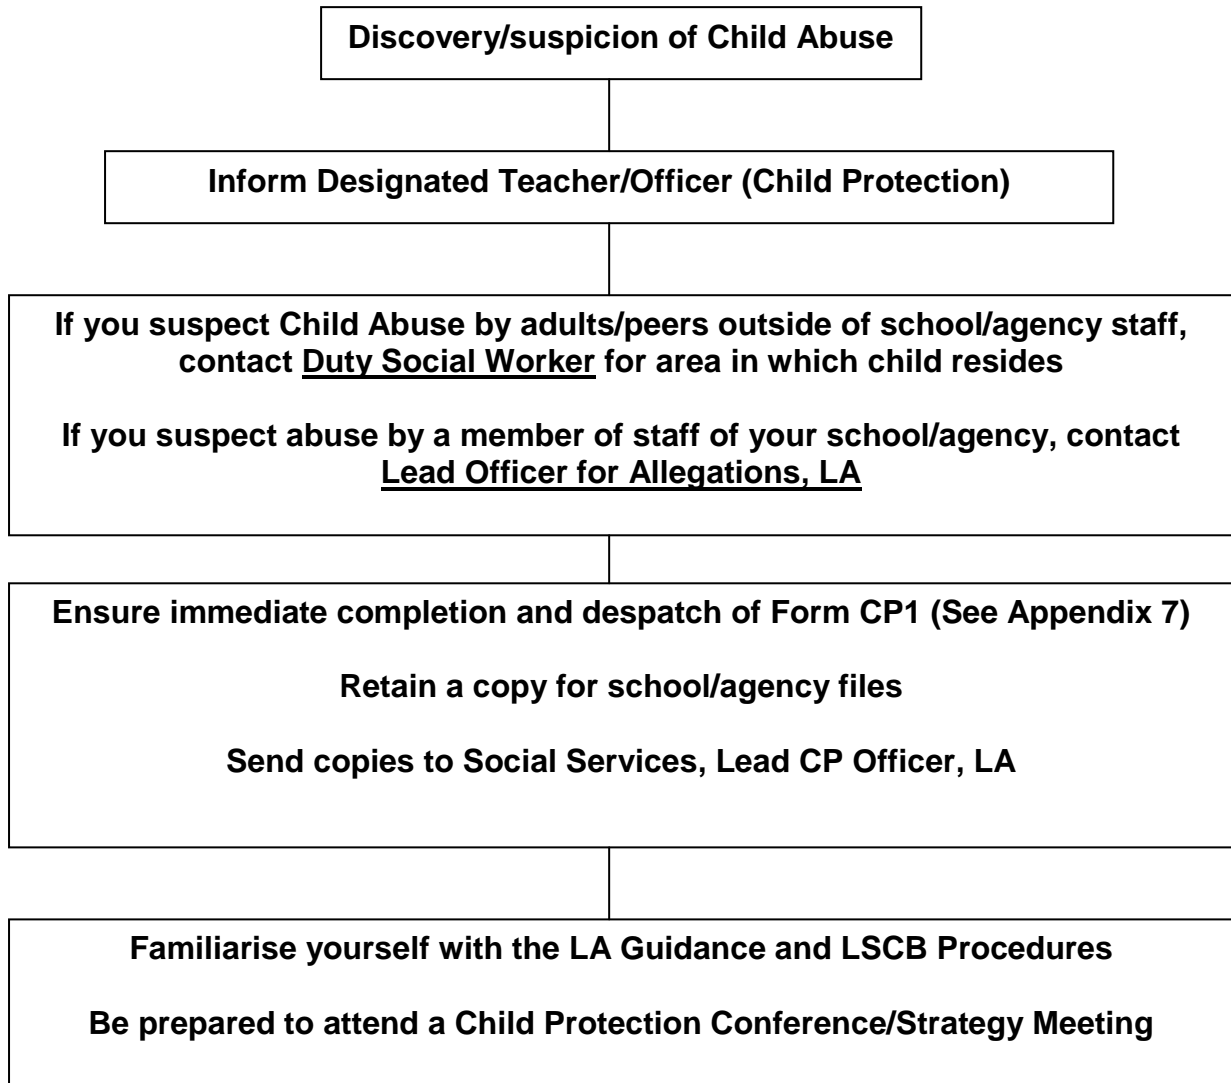 Discovery/suspicion of Child Abuse
Inform Designated Teacher/Officer (Child Protection)
If you suspect Child Abuse by adults/peers outside of school/agency staff,
contact Duty Social Worker for area in which child resides
If you suspect abuse by a member of staff of your school/agency, contact
Lead Officer for Allegations, LA
Ensure immediate completion and despatch of Form CP1 (See Appendix 7)
Retain a copy for school/agency files
Send copies to Social Services, Lead CP Officer, LA
Familiarise yourself with the LA Guidance and LSCB Procedures
Be prepared to attend a Child Protection Conference/Strategy Meeting